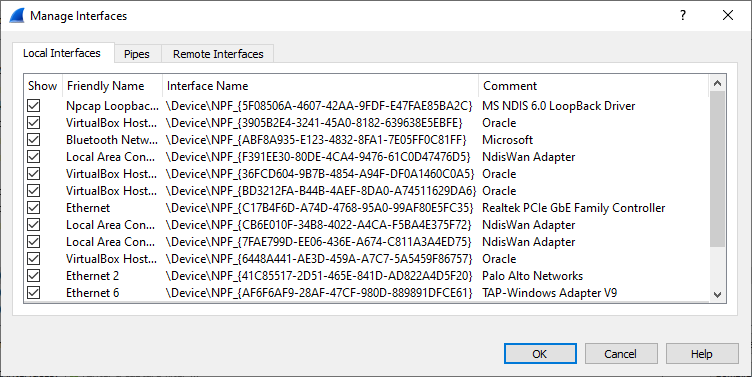 Manage Interfaces
Local Interfaces Pipes Remote Interfaces
Show Friendly Name Interface Name Comment
Npcap Loopbac... \Device\NPF_{5F08506A-4607-42AA-9FDF-E47FAE85BA2C} MS NDIS 6.0 LoopBack Driver
VirtualBox Host... \Device\NPF_{3905B2E4-3241-45A0-8182-639638E5EBFE} Oracle
Bluetooth Netw... \Device\NPF_{ABF8A935-E123-4832-8FA1-7E05FF0C81FF} Microsoft
Local Area Con... \Device\NPF_{F391EE30-80DE-4CA4-9476-61C0D47476D5} NdisWan Adapter
VirtualBox Host... \Device\NPF_{36FCD604-9B7B-4854-A94F-DF0A1460C0A5} Oracle
VirtualBox Host... \Device\NPF_{BD3212FA-B44B-4AEF-8DA0-A74511629DA6} Oracle
Ethernet \Device\NPF_{C17B4F6D-A74D-4768-95A0-99AF80E5FC35} Realtek PCIe GbE Family Controller
Local Area Con... \Device\NPF_{CB6E010F-34B8-4022-A4CA-F5BA4E375F72} NdisWan Adapter
Local Area Con... \Device\NPF_{7FAE799D-EE06-436E-A674-C811A3A4ED75} NdisWan Adapter
VirtualBox Host... \Device\NPF_{6448A441-AE3D-459A-A7C7-5A5459F86757} Oracle
Ethernet 2 \Device\NPF_{41C85517-2D51-465E-841D-AD822A4D5F20} Palo Alto Networks
Ethernet 6 \Device\NPF_{AF6F6AF9-28AF-47CF-980D-889891DFCE61} TAP-Windows Adapter V9
OK Cancel Help